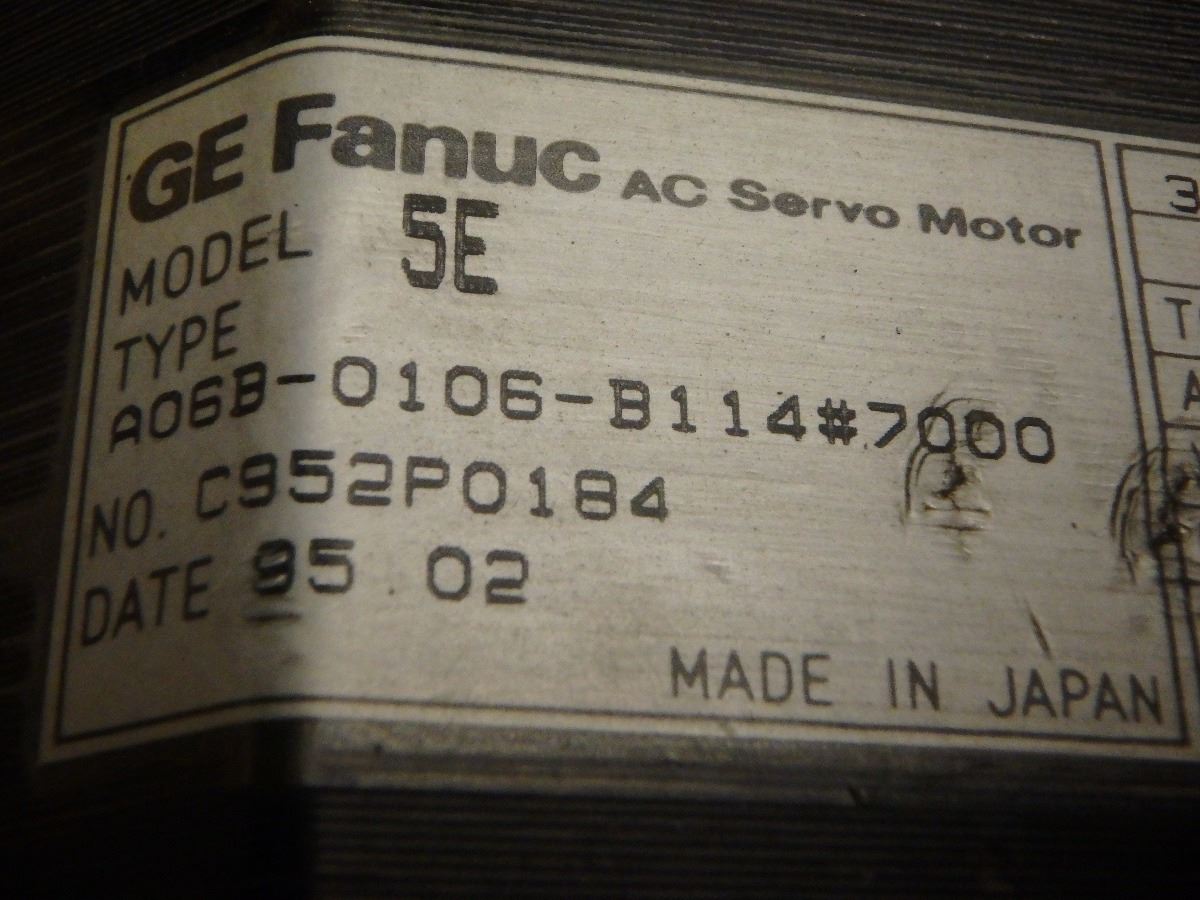 GE Fanuc AC Servo Motor
MODEL 5E
TYPE
A06B-0106-B114#7000
NO. C952P0184
DATE 95.02
MADE IN JAPAN
3